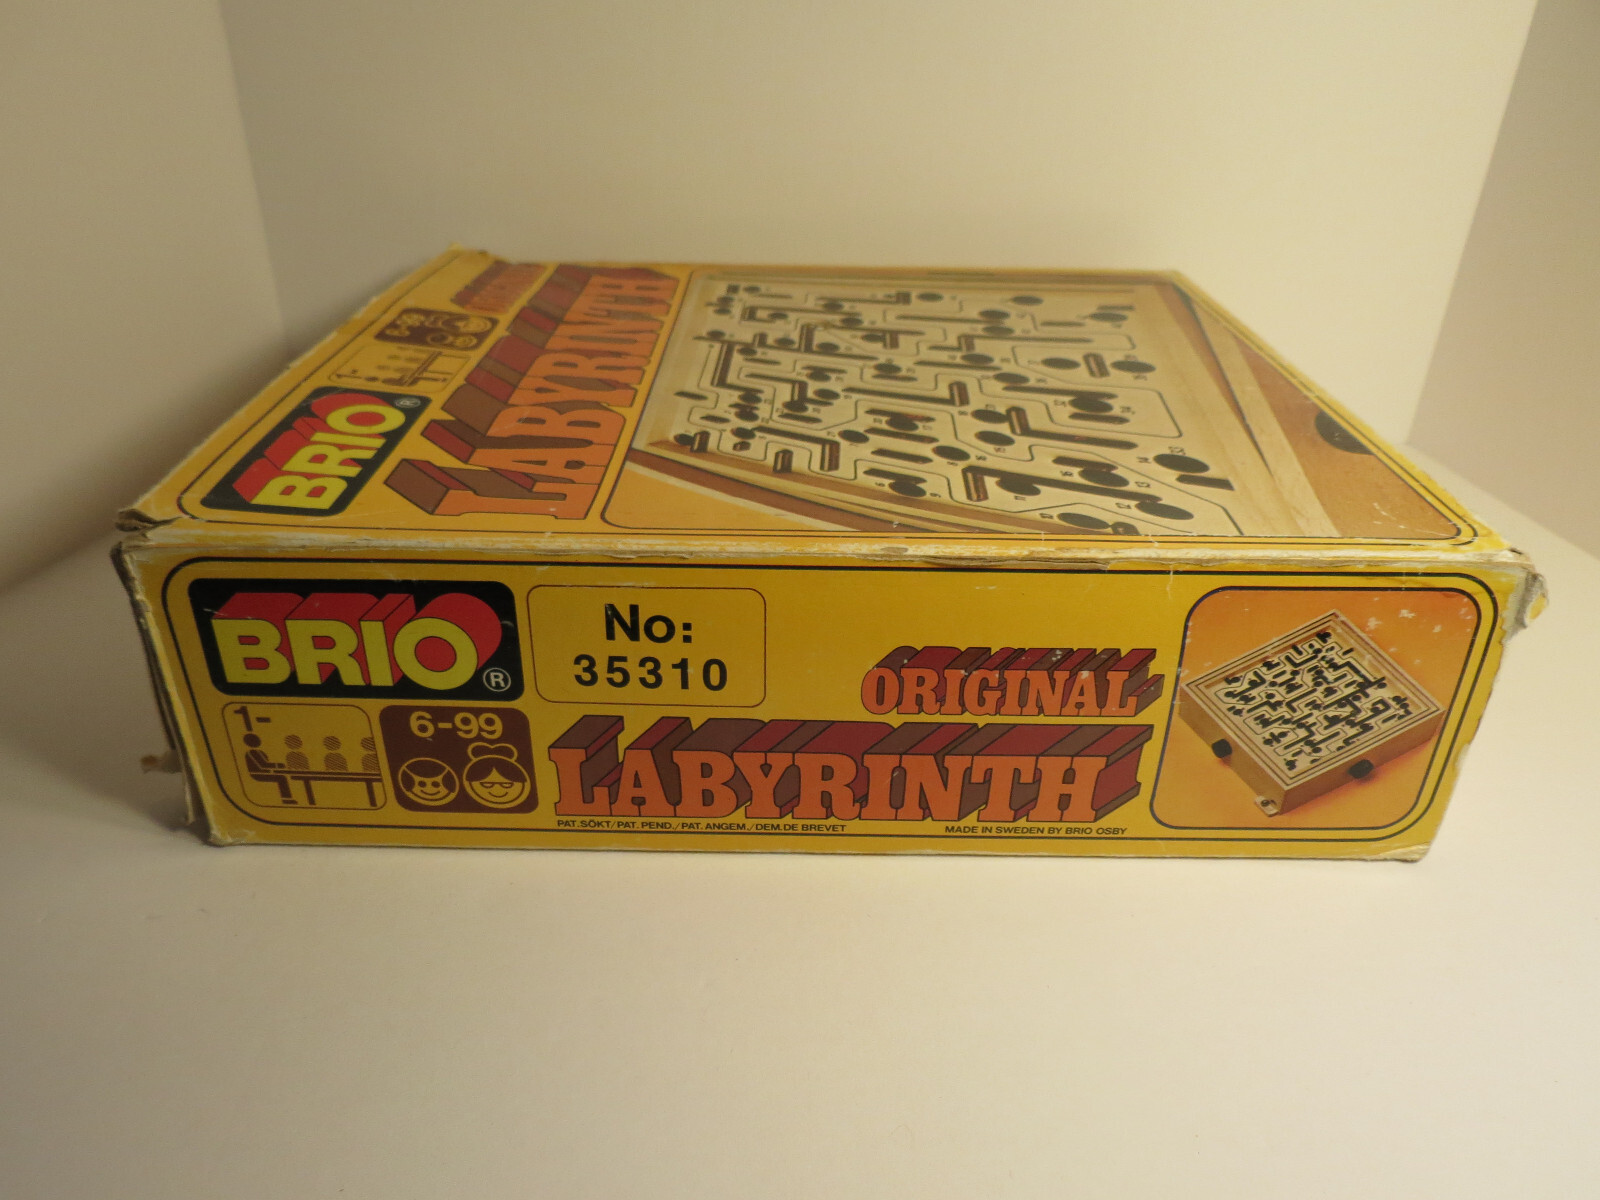 LABYRINTH
BRIO®
BRIO®
No:
35310
1-
6-99
ORIGINAL
LABYRINTH
PAT.SÖKT/PAT. PEND./PAT. ANGEM./DEM. DE BREVET
MADE IN SWEDEN BY BRIO OSBY